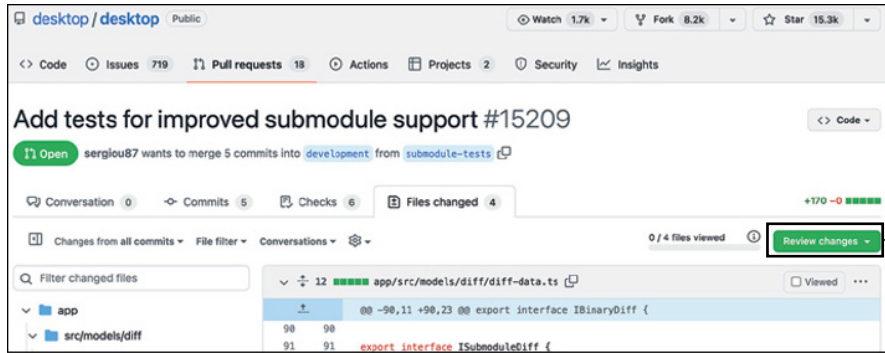 desktop / desktop Public Watch 1.7k Fork 8.2k Star 15.3k
<> Code Issues 719 Pull requests 18 Actions Projects 2 Security Insights
Add tests for improved submodule support #15209 <> Code
Open sergiou87 wants to merge 5 commits into development from submodule-tests
Conversation 0 Commits 5 Checks 6 Files changed 4 +170 −0
Changes from all commits File filter Conversations 0 / 4 files viewed Review changes
Filter changed files 12 app/src/models/diff/diff-data.ts Viewed ...
app @@ -90,11 +90,23 @@ export interface IBinaryDiff {
90 90
src/models/diff 91 91 export interface ISubmoduleDiff {